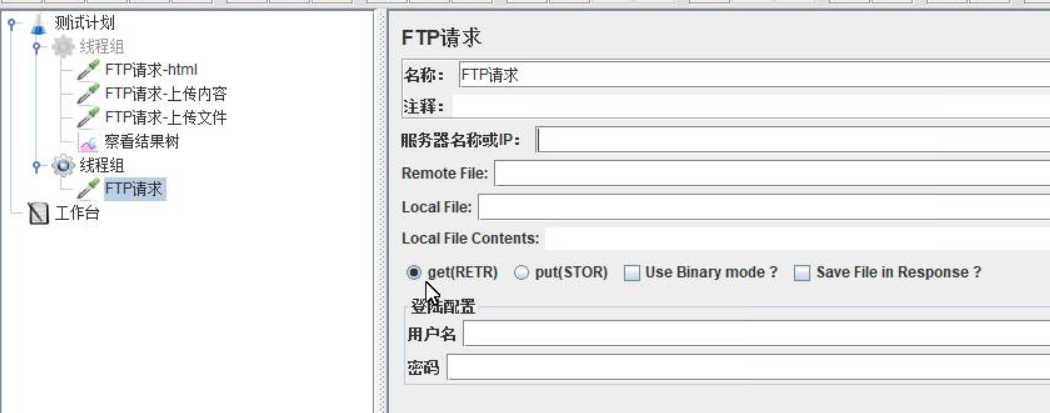 测试计划
线程组
FTP请求-html
FTP请求-上传内容
FTP请求-上传文件
察看结果树
线程组
FTP请求
工作台
FTP请求
名称： FTP请求
注释：
服务器名称或IP：
Remote File:
Local File:
Local File Contents:
get(RETR) put(STOR) Use Binary mode ? Save File in Response ?
登陆配置
用户名
密码